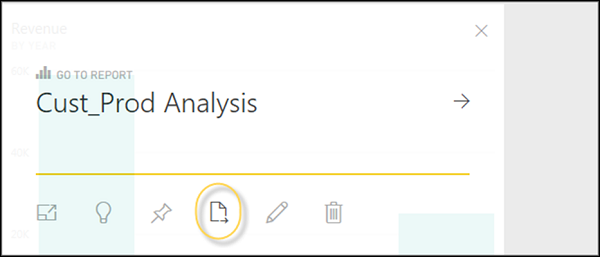 Revenue
BY YEAR
60K
GO TO REPORT
Cust_Prod Analysis
40K
20K